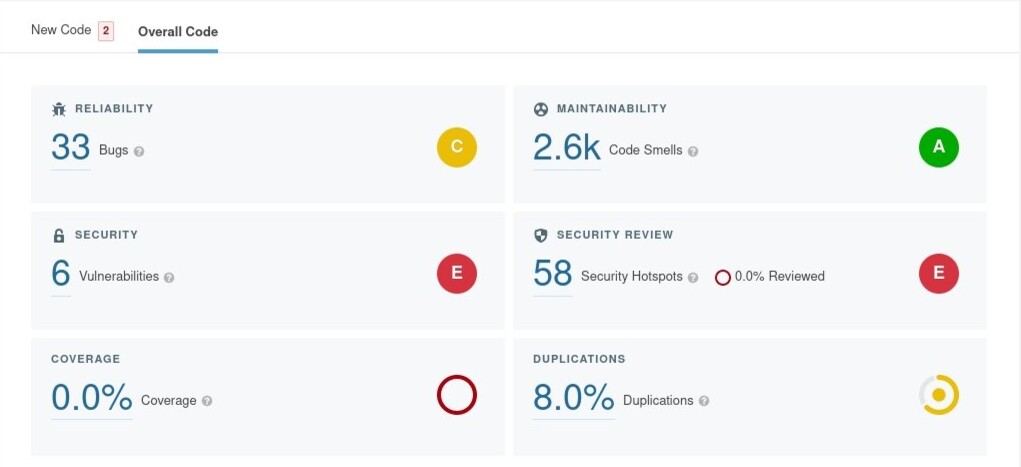 New Code 2 Overall Code
RELIABILITY
33 Bugs ?
C
MAINTAINABILITY
2.6k Code Smells ?
A
SECURITY
6 Vulnerabilities ?
E
SECURITY REVIEW
58 Security Hotspots ? 0.0% Reviewed
E
COVERAGE
0.0% Coverage ?
DUPLICATIONS
8.0% Duplications ?